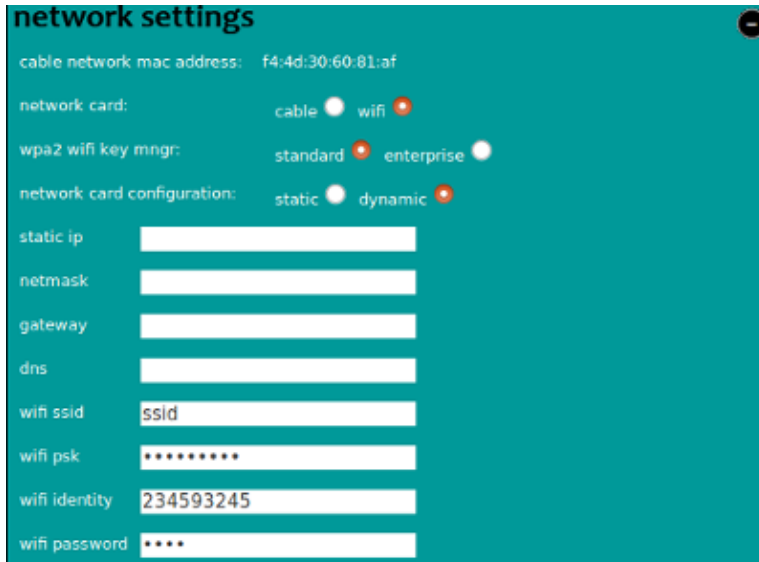 network settings
cable network mac address: f4:4d:30:60:81:af
network card: cable wifi
wpa2 wifi key mngr: standard enterprise
network card configuration: static dynamic
static ip
netmask
gateway
dns
wifi ssid ssid
wifi psk •••••••••
wifi identity 234593245
wifi password ••••